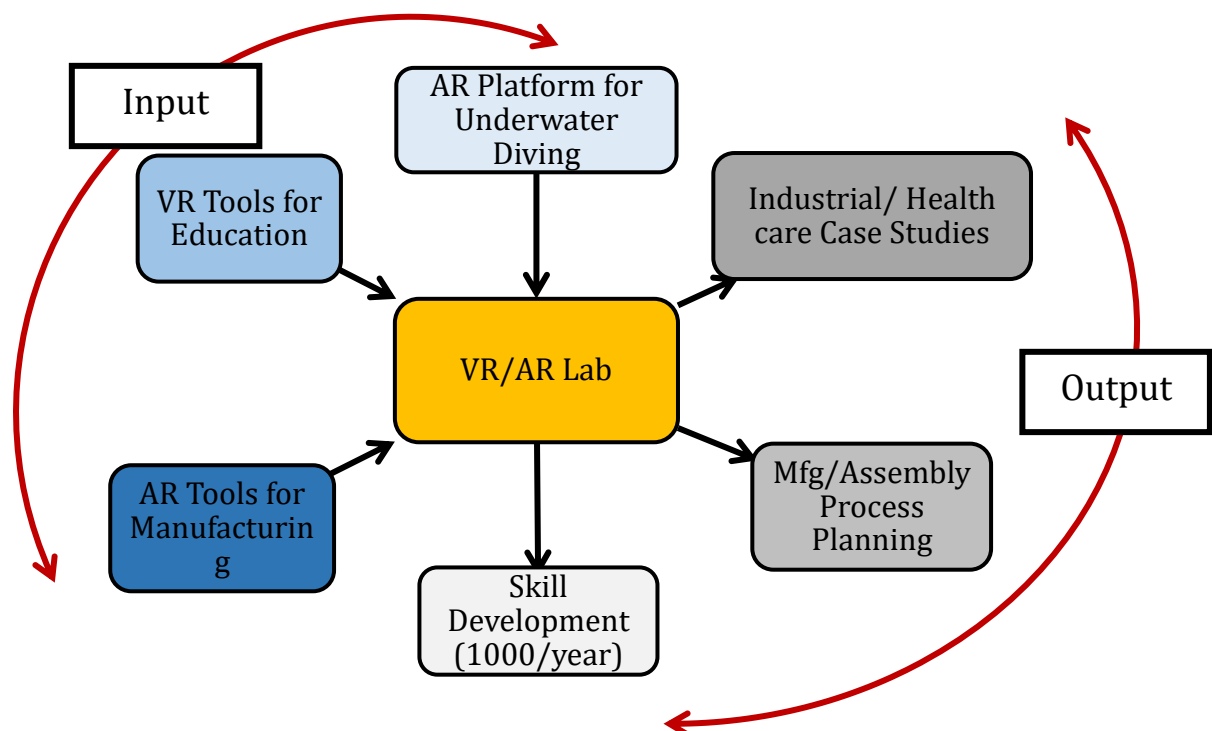 Input
AR Platform for
Underwater
Diving
VR Tools for
Education
Industrial/ Health
care Case Studies
VR/AR Lab
Output
AR Tools for
Manufacturin
g
Mfg/Assembly
Process
Planning
Skill
Development
(1000/year)